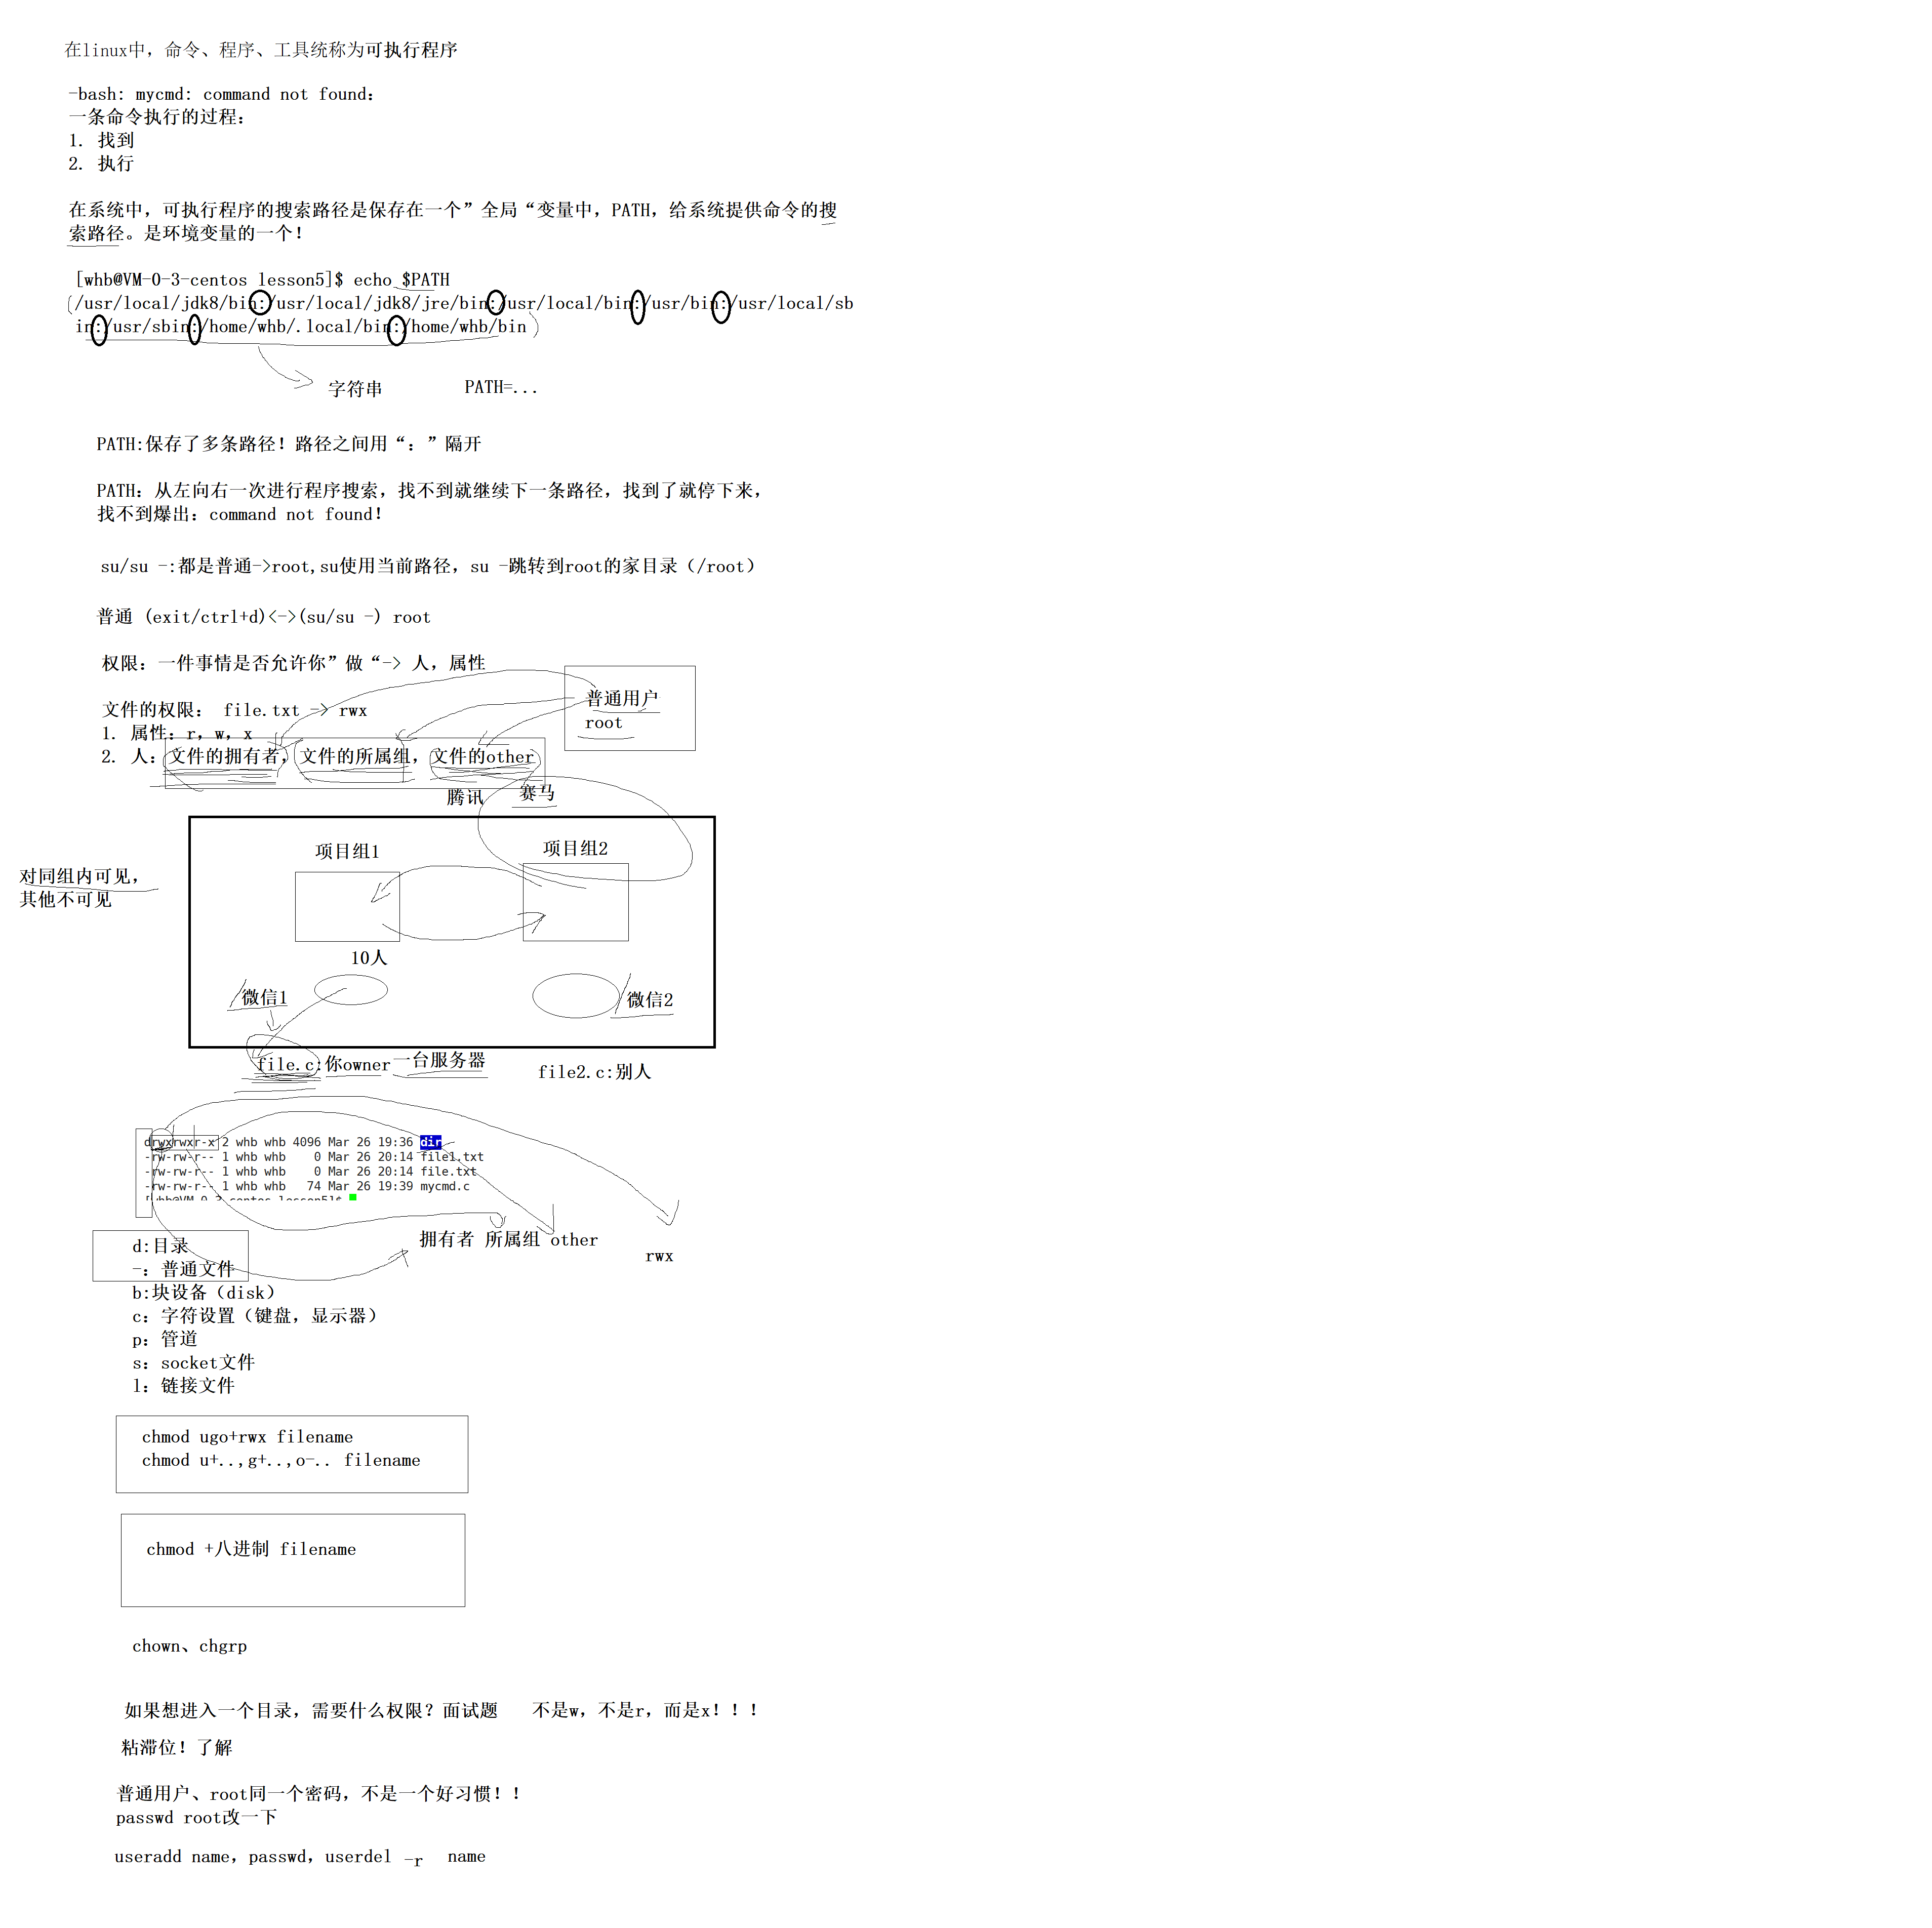 在linux中，命令、程序、工具统称为可执行程序
-bash: mycmd: command not found：
一条命令执行的过程：
1. 找到
2. 执行
在系统中，可执行程序的搜索路径是保存在一个”全局“变量中，PATH，给系统提供命令的搜
索路径。是环境变量的一个！
[whb@VM-0-3-centos lesson5]$ echo $PATH
/usr/local/jdk8/bin:/usr/local/jdk8/jre/bin:/usr/local/bin:/usr/bin:/usr/local/sb
in:/usr/sbin:/home/whb/.local/bin:/home/whb/bin
字符串 PATH=...
PATH:保存了多条路径！路径之间用“：”隔开
PATH：从左向右一次进行程序搜索，找不到就继续下一条路径，找到了就停下来，
找不到爆出：command not found！
su/su -:都是普通->root,su使用当前路径，su -跳转到root的家目录（/root）
普通 (exit/ctrl+d)<->(su/su -) root
权限：一件事情是否允许你”做“-> 人，属性
普通用户
root
文件的权限： file.txt -> rwx
1. 属性：r，w，x
2. 人：文件的拥有者，文件的所属组，文件的other
腾讯 赛马
项目组1 项目组2
对同组内可见，
其他不可见
10人
微信1 微信2
file.c:你owner 一台服务器 file2.c:别人
drwxrwxr-x 2 whb whb 4096 Mar 26 19:36 dir
-rw-rw-r-- 1 whb whb    0 Mar 26 20:14 file1.txt
-rw-rw-r-- 1 whb whb    0 Mar 26 20:14 file.txt
-rw-rw-r-- 1 whb whb   74 Mar 26 19:39 mycmd.c
[whb@VM-0-3-centos lesson5]$
拥有者 所属组 other
rwx
d:目录
-：普通文件
b:块设备（disk）
c：字符设置（键盘，显示器）
p：管道
s：socket文件
l：链接文件
chmod ugo+rwx filename
chmod u+..,g+..,o-.. filename
chmod +八进制 filename
chown、chgrp
如果想进入一个目录，需要什么权限？面试题 不是w，不是r，而是x！！！
粘滞位！了解
普通用户、root同一个密码，不是一个好习惯！！
passwd root改一下
useradd name，passwd，userdel -r name